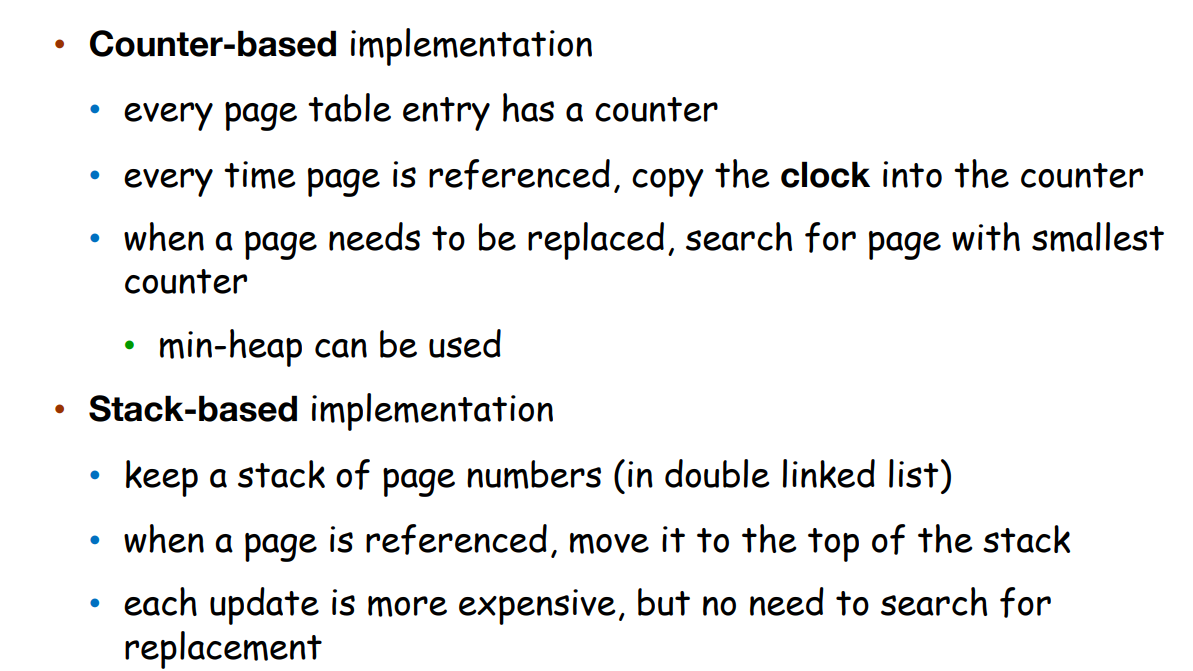 • Counter-based implementation
• every page table entry has a counter
• every time page is referenced, copy the clock into the counter
• when a page needs to be replaced, search for page with smallest
counter
• min-heap can be used
• Stack-based implementation
• keep a stack of page numbers (in double linked list)
• when a page is referenced, move it to the top of the stack
• each update is more expensive, but no need to search for
replacement